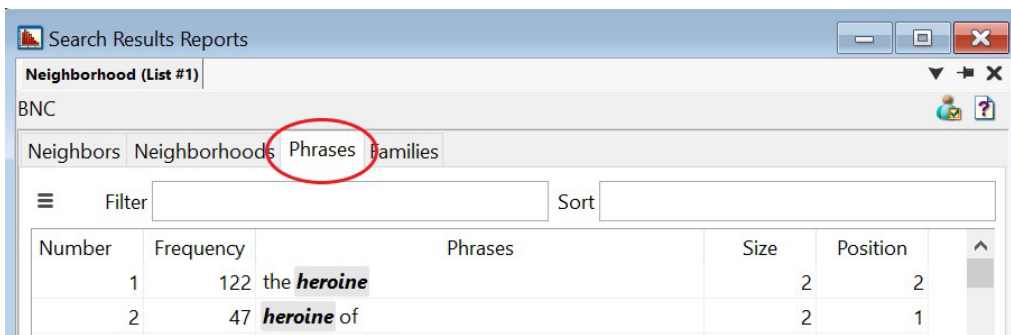 Search Results Reports
Neighborhood (List #1)
BNC
Neighbors Neighborhoods Phrases Families
Filter Sort
Number Frequency Phrases Size Position
1 122 the heroine 2 2
2 47 heroine of 2 1